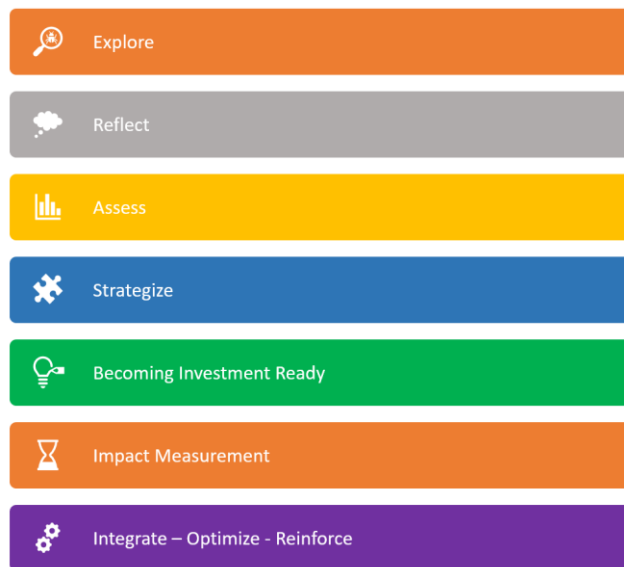 Explore
Reflect
Assess
Strategize
Becoming Investment Ready
Impact Measurement
Integrate – Optimize - Reinforce